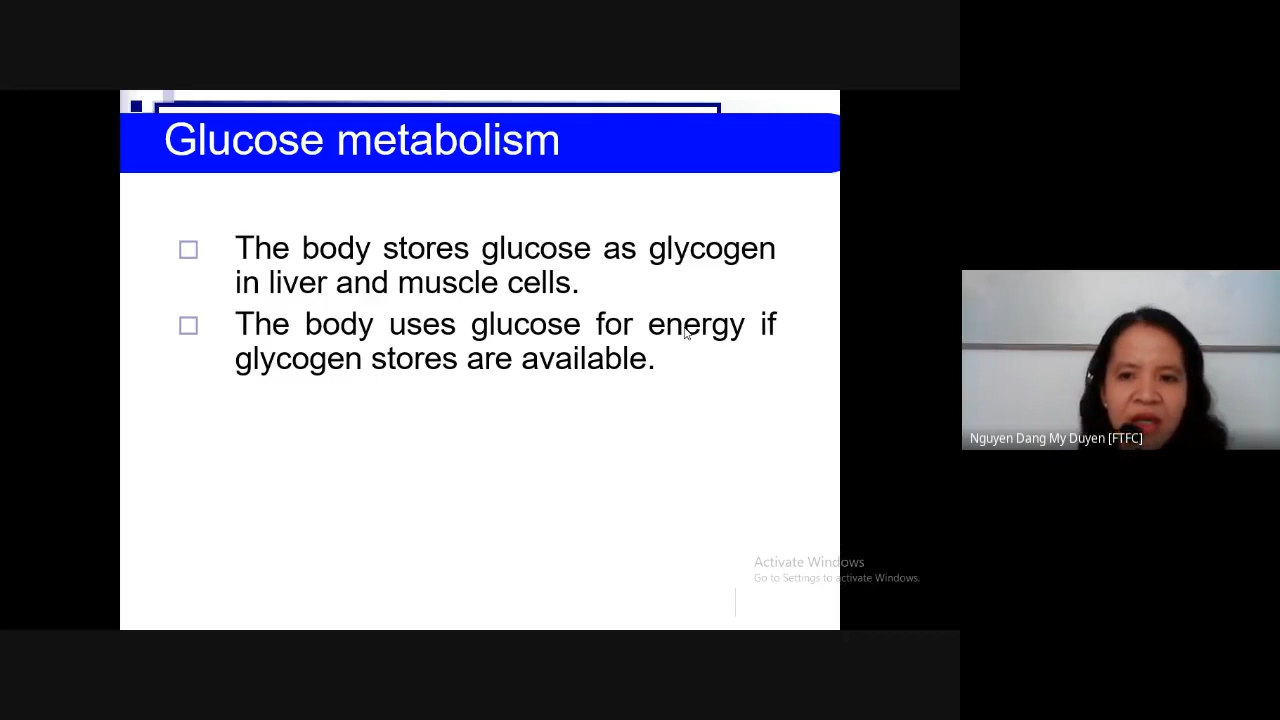 Glucose metabolism
The body stores glucose as glycogen
in liver and muscle cells.
The body uses glucose for energy if
glycogen stores are available.
Nguyen Dang My Duyen [FTFC]
Activate Windows
Go to Settings to activate Windows.